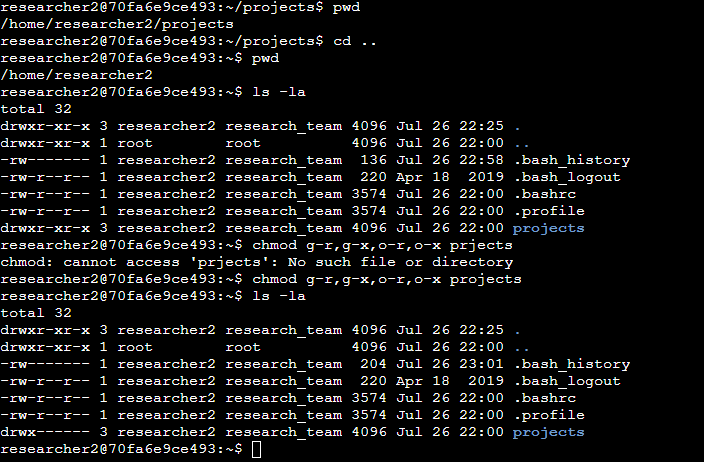 researcher2@70fa6e9ce493:~/projects$ pwd
/home/researcher2/projects
researcher2@70fa6e9ce493:~/projects$ cd ..
researcher2@70fa6e9ce493:~$ pwd
/home/researcher2
researcher2@70fa6e9ce493:~$ ls -la
total 32
drwxr-xr-x 3 researcher2 research_team 4096 Jul 26 22:25 .
drwxr-xr-x 1 root        root          4096 Jul 26 22:00 ..
-rw------- 1 researcher2 research_team  136 Jul 26 22:58 .bash_history
-rw-r--r-- 1 researcher2 research_team  220 Apr 18  2019 .bash_logout
-rw-r--r-- 1 researcher2 research_team 3574 Jul 26 22:00 .bashrc
-rw-r--r-- 1 researcher2 research_team 3574 Jul 26 22:00 .profile
drwxr-xr-x 3 researcher2 research_team 4096 Jul 26 22:00 projects
researcher2@70fa6e9ce493:~$ chmod g-r,g-x,o-r,o-x prjects
chmod: cannot access 'prjects': No such file or directory
researcher2@70fa6e9ce493:~$ chmod g-r,g-x,o-r,o-x projects
researcher2@70fa6e9ce493:~$ ls -la
total 32
drwxr-xr-x 3 researcher2 research_team 4096 Jul 26 22:25 .
drwxr-xr-x 1 root        root          4096 Jul 26 22:00 ..
-rw------- 1 researcher2 research_team  204 Jul 26 23:01 .bash_history
-rw-r--r-- 1 researcher2 research_team  220 Apr 18  2019 .bash_logout
-rw-r--r-- 1 researcher2 research_team 3574 Jul 26 22:00 .bashrc
-rw-r--r-- 1 researcher2 research_team 3574 Jul 26 22:00 .profile
drwx------ 3 researcher2 research_team 4096 Jul 26 22:00 projects
researcher2@70fa6e9ce493:~$